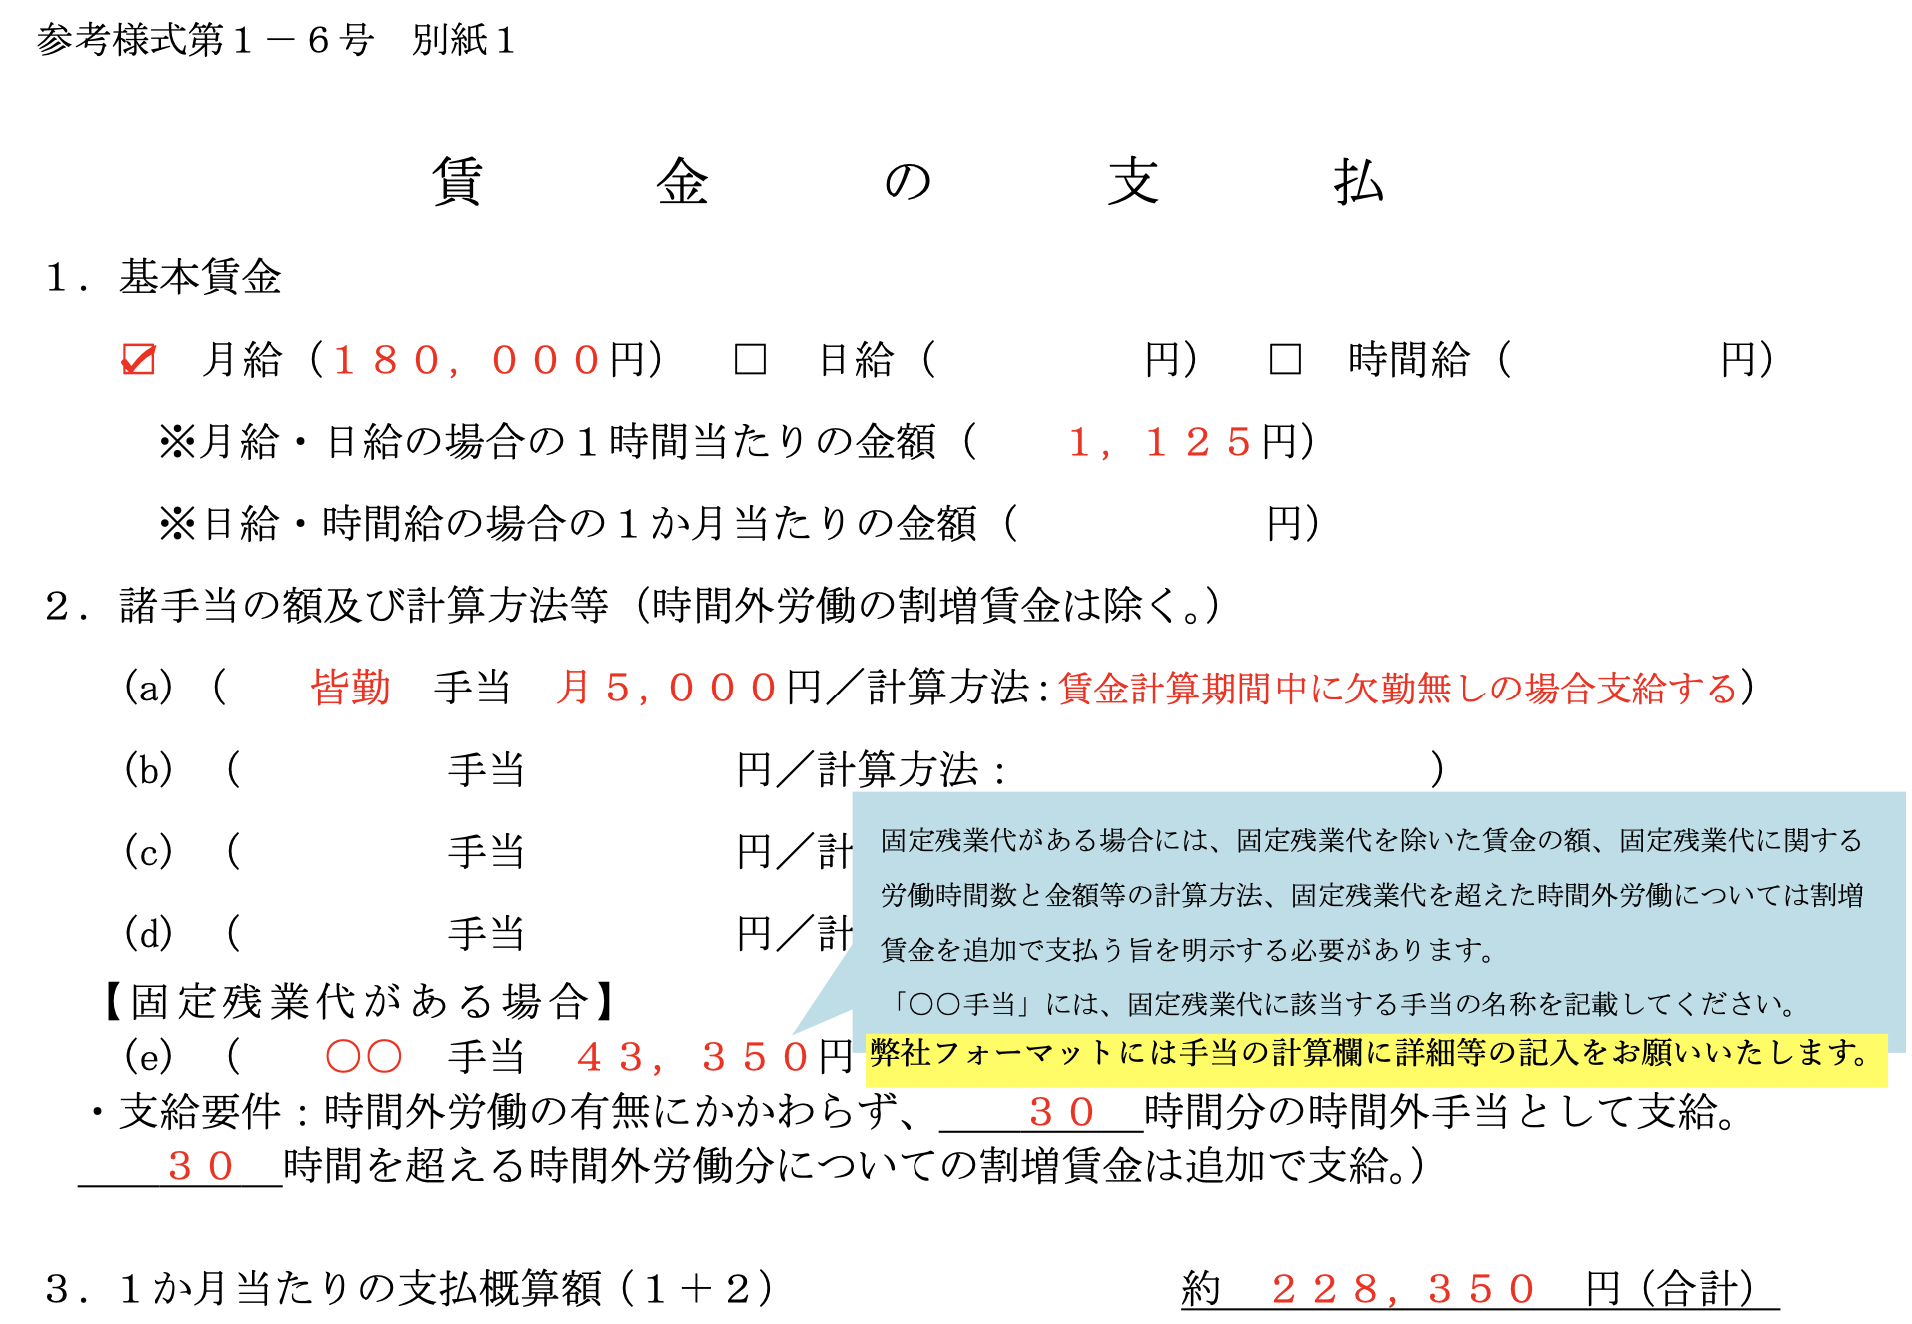 参考様式第１－６号　別紙１
賃金の支払
１．基本賃金
☑　月給（１８０，０００円）　□　日給（　　　　　円）　□　時間給（　　　　　円）
※月給・日給の場合の１時間当たりの金額（　　１，１２５円）
※日給・時間給の場合の１か月当たりの金額（　　　　　　円）
２．諸手当の額及び計算方法等（時間外労働の割増賃金は除く。）
(a)（　　皆勤　手当　月５，０００円／計算方法：賃金計算期間中に欠勤無しの場合支給する）
(b)　（　　　　　手当　　　　　円／計算方法：　　　　　　　　　　）
(c)　（　　　　　手当　　　　　円／計
(d)　（　　　　　手当　　　　　円／計
固定残業代がある場合には、固定残業代を除いた賃金の額、固定残業代に関する
労働時間数と金額等の計算方法、固定残業代を超えた時間外労働については割増
賃金を追加で支払う旨を明示する必要があります。
「○○手当」には、固定残業代に該当する手当の名称を記載してください。
弊社フォーマットには手当の計算欄に詳細等の記入をお願いいたします。
【固定残業代がある場合】
(e)　（　　○○　手当　４３，３５０円
・支給要件：時間外労働の有無にかかわらず、　　３０　時間分の時間外手当として支給。
　　３０　時間を超える時間外労働分についての割増賃金は追加で支給。）
３．１か月当たりの支払概算額（１＋２）　　　　　　　　　　約　２２８，３５０　円（合計）